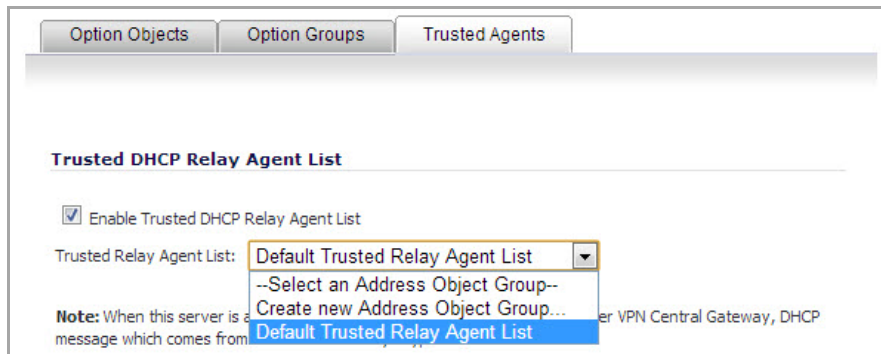 Option Objects
Option Groups
Trusted Agents
Trusted DHCP Relay Agent List
Enable Trusted DHCP Relay Agent List
Trusted Relay Agent List: Default Trusted Relay Agent List
--Select an Address Object Group--
Create new Address Object Group...
Default Trusted Relay Agent List
Note: When this server is a er VPN Central Gateway, DHCP
message which comes from